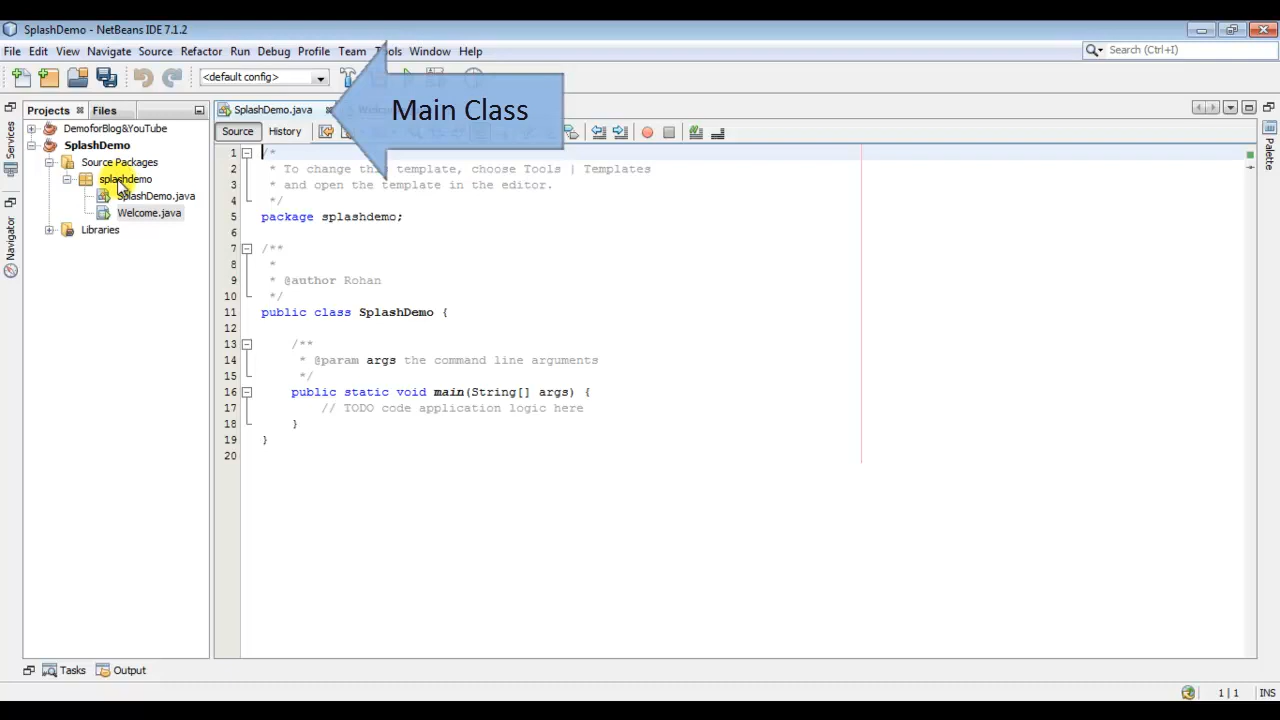 SplashDemo - NetBeans IDE 7.1.2
File Edit View Navigate Source Refactor Run Debug Profile Team Tools Window Help
Search (Ctrl+I)
<default config>
Projects Files
SplashDemo.java
Main Class
Source History
Services
Navigator
Palette
DemoforBlog&YouTube
SplashDemo
Source Packages
splashdemo
SplashDemo.java
Welcome.java
Libraries
1 /*
2 * To change this template, choose Tools | Templates
3 * and open the template in the editor.
4 */
5 package splashdemo;
6
7 /**
8 *
9 * @author Rohan
10 */
11 public class SplashDemo {
12
13 /**
14 * @param args the command line arguments
15 */
16 public static void main(String[] args) {
17 // TODO code application logic here
18 }
19 }
20
Tasks Output
1 | 1 INS